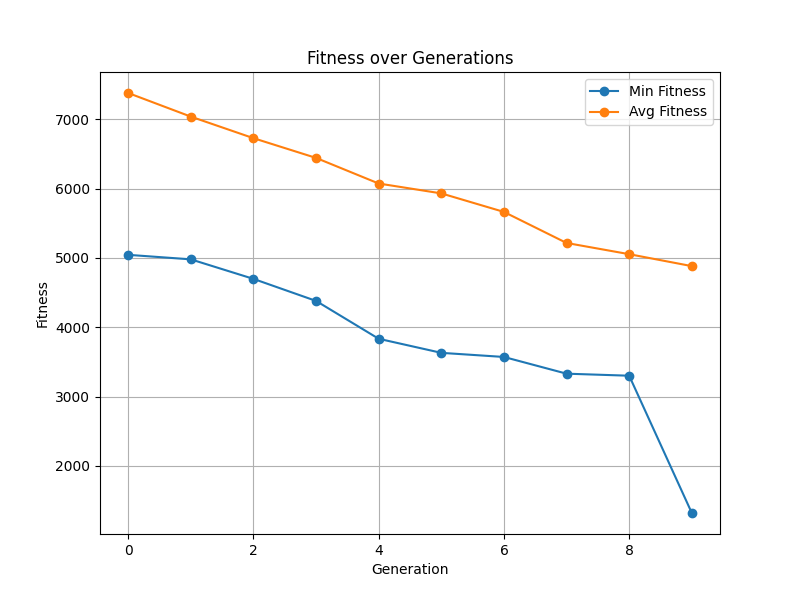 Fitness over Generations
Min Fitness
Avg Fitness
7000
6000
5000
4000
3000
2000
Fitness
0 2 4 6 8
Generation